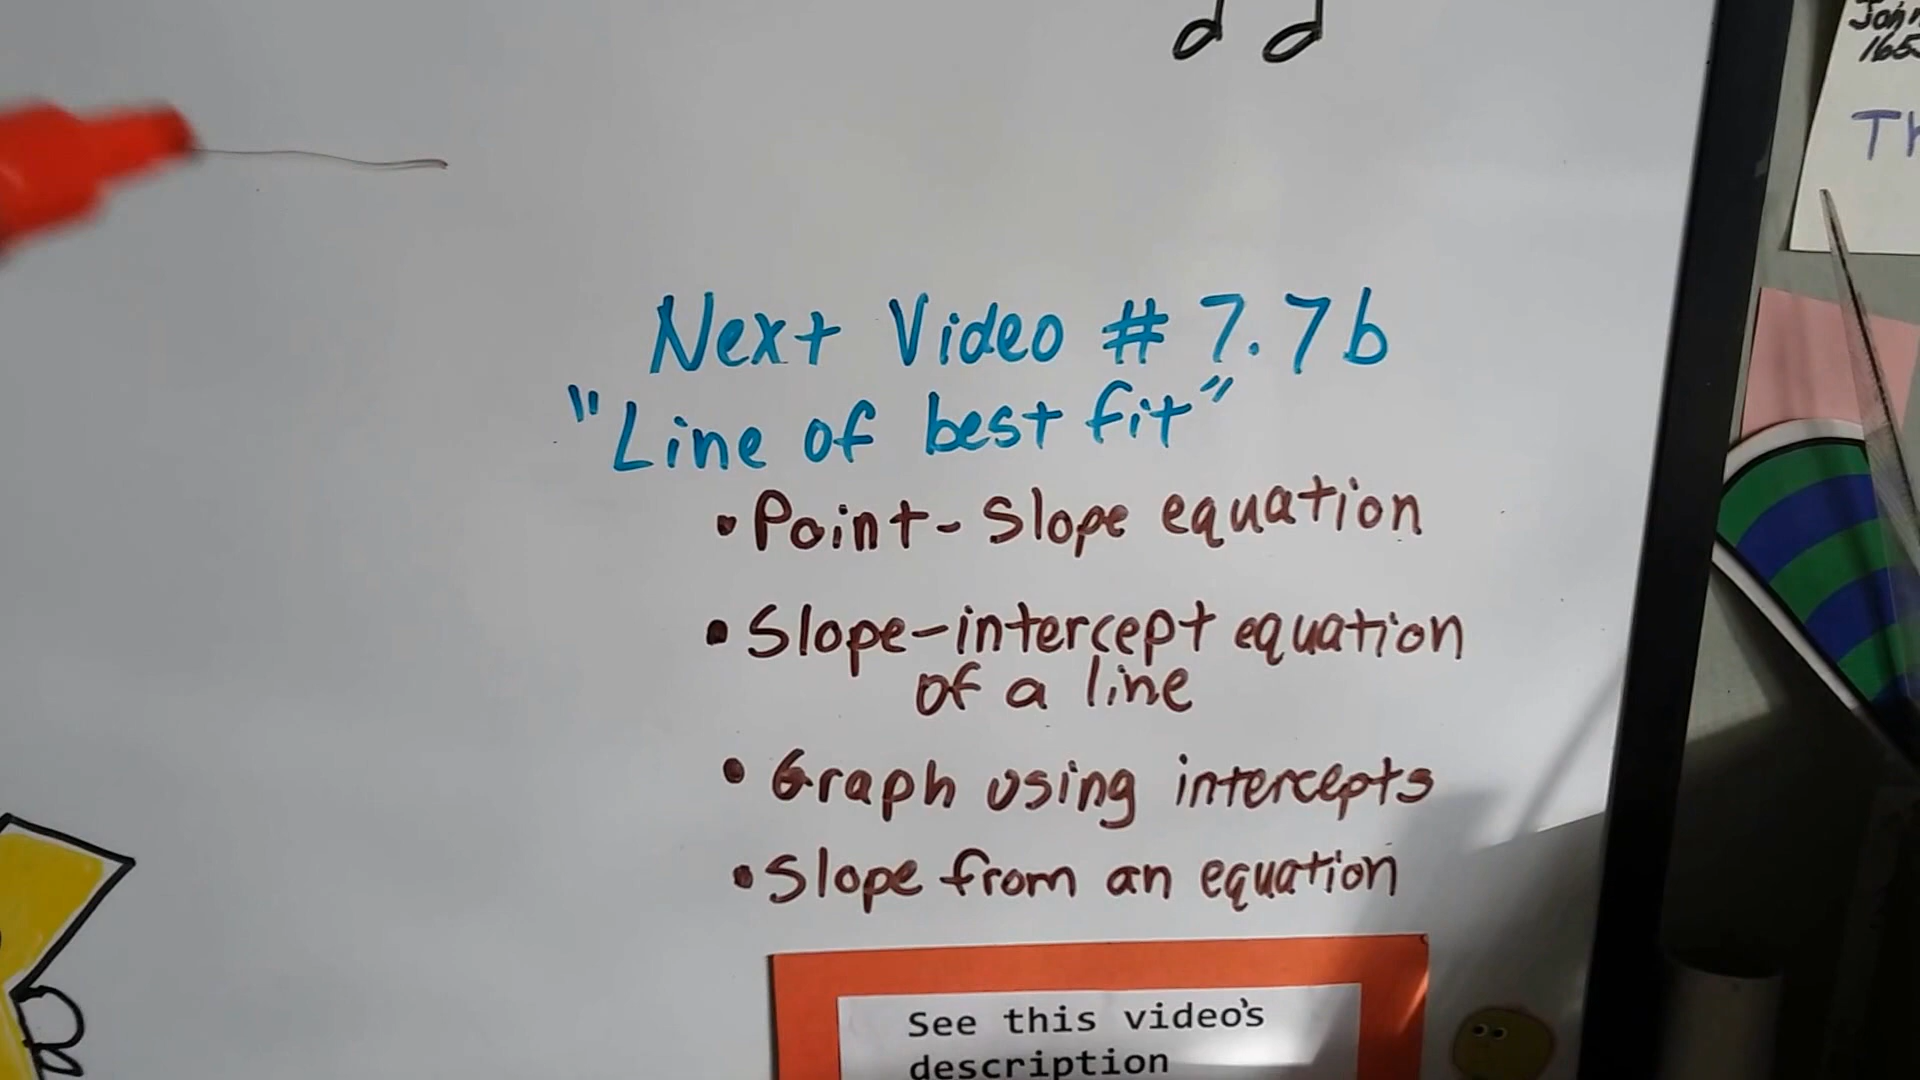 Next Video # 7.7b
"Line of best fit"
• Point-Slope equation
• Slope-intercept equation
of a line
• Graph using intercepts
• Slope from an equation
See this video's
description